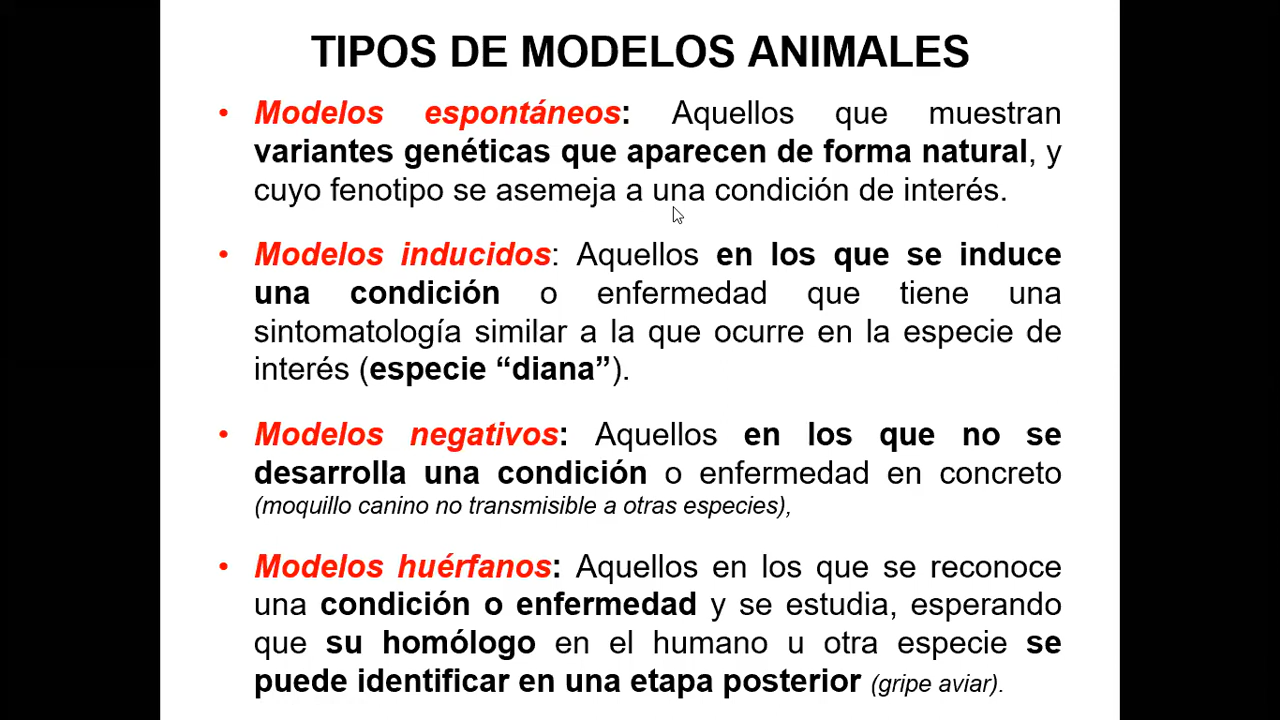 TIPOS DE MODELOS ANIMALES
• Modelos espontáneos: Aquellos que muestran
variantes genéticas que aparecen de forma natural, y
cuyo fenotipo se asemeja a una condición de interés.
• Modelos inducidos: Aquellos en los que se induce
una condición o enfermedad que tiene una
sintomatología similar a la que ocurre en la especie de
interés (especie “diana”).
• Modelos negativos: Aquellos en los que no se
desarrolla una condición o enfermedad en concreto
(moquillo canino no transmisible a otras especies),
• Modelos huérfanos: Aquellos en los que se reconoce
una condición o enfermedad y se estudia, esperando
que su homólogo en el humano u otra especie se
puede identificar en una etapa posterior (gripe aviar).